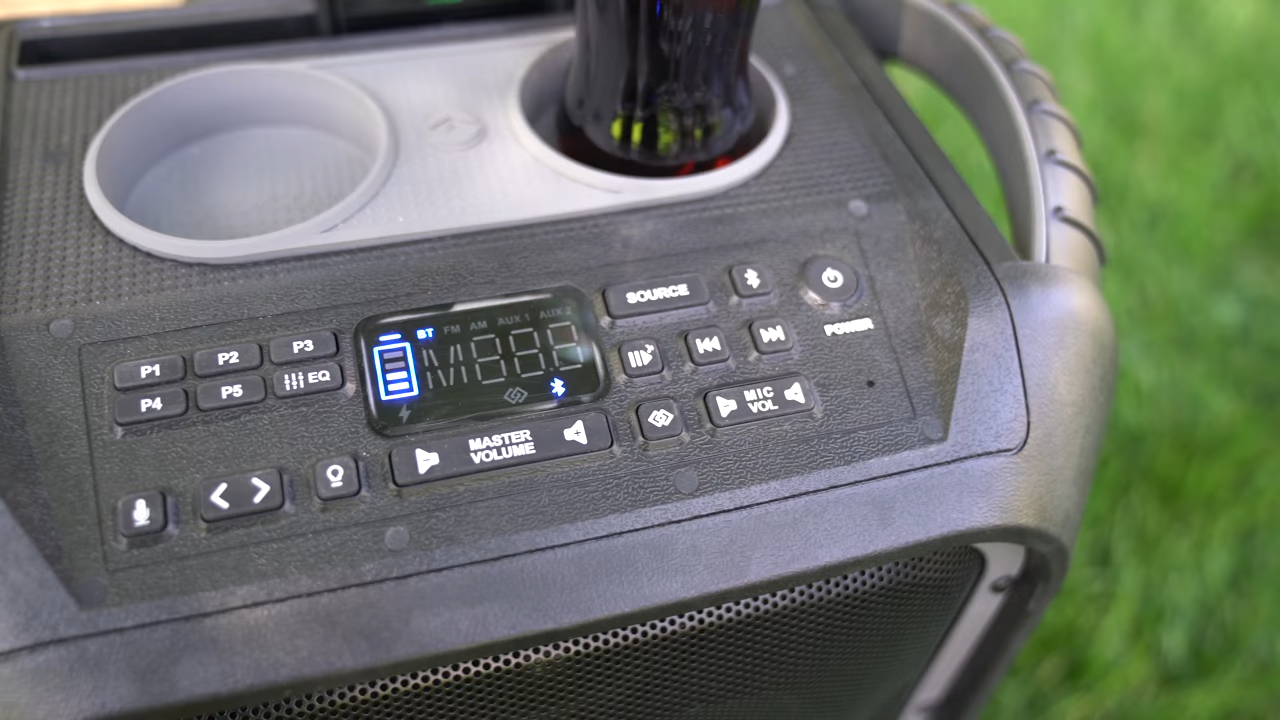 P1 P2 P3
P4 P5 EQ
BT FM AM AUX 1 AUX 2
SOURCE
POWER
MASTER
VOLUME
MIC
VOL